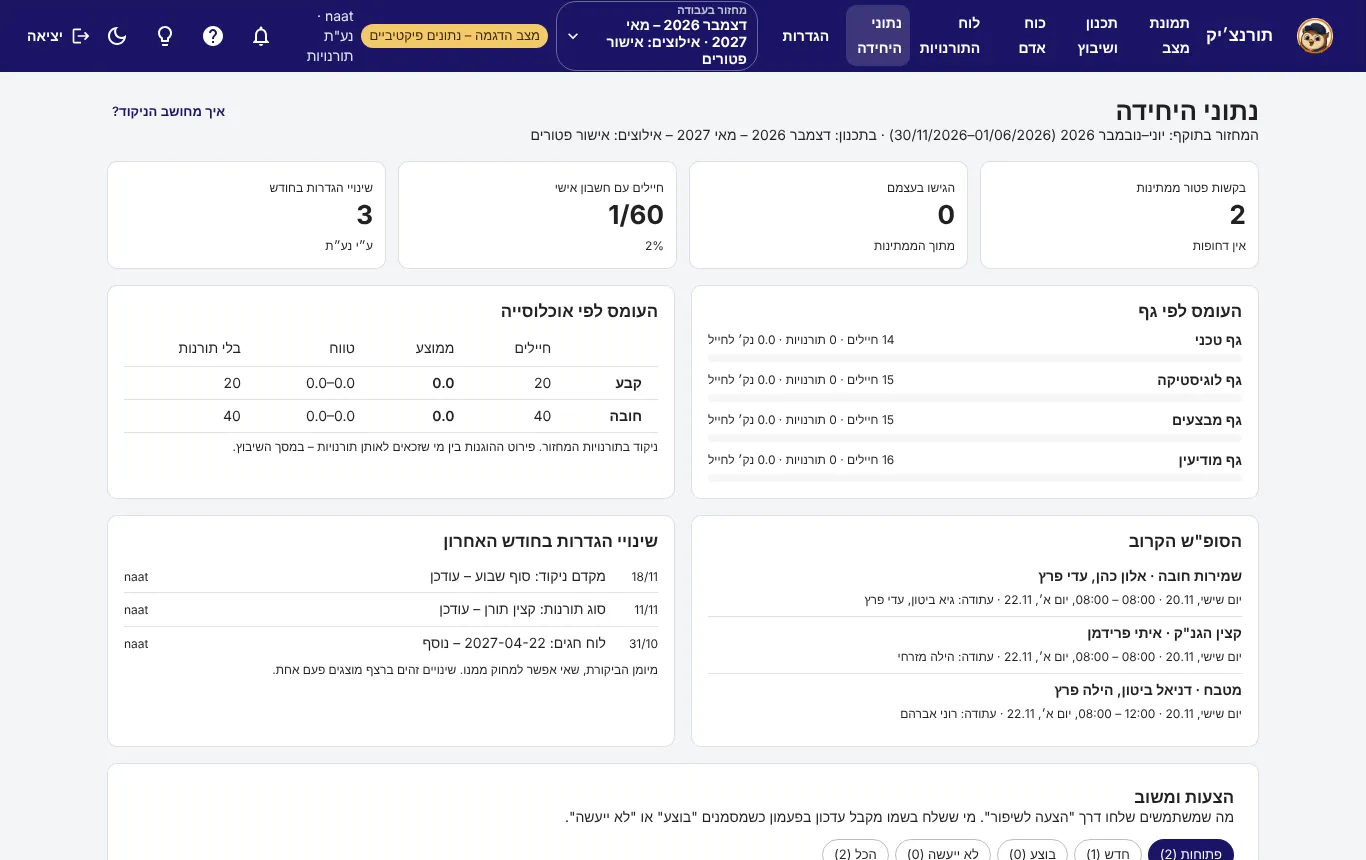 תורנצ׳יק
תמונת מצב
תכנון ושיבוץ
כוח אדם
לוח התורנויות
נתוני היחידה
הגדרות
מחזור בעבודה
דצמבר 2026 – מאי
2027 · אילוצים: אישור
פטורים
מצב הדגמה – נתונים פיקטיביים
naat ·
נע"ת
תורנויות
יציאה
נתוני היחידה
איך מחושב הניקוד?
המחזור בתוקף: יוני–נובמבר 2026 (01/06/2026–30/11/2026) · בתכנון: דצמבר 2026 – מאי 2027 – אילוצים: אישור פטורים
בקשות פטור ממתינות
2
אין דחופות
הגישו בעצמם
0
מתוך הממתינות
חיילים עם חשבון אישי
1/60
2%
שינויי הגדרות בחודש
3
ע״י נע״ת
העומס לפי גף
גף טכני 14 חיילים · 0 תורנויות · 0.0 נק׳ לחייל
גף לוגיסטיקה 15 חיילים · 0 תורנויות · 0.0 נק׳ לחייל
גף מבצעים 15 חיילים · 0 תורנויות · 0.0 נק׳ לחייל
גף מודיעין 16 חיילים · 0 תורנויות · 0.0 נק׳ לחייל
העומס לפי אוכלוסייה
חיילים ממוצע טווח בלי תורנות
קבע 20 0.0 0.0–0.0 20
חובה 40 0.0 0.0–0.0 40
ניקוד בתורנויות המחזור. פירוט ההוגנות בין מי שזכאים לאותן תורנויות – במסך השיבוץ.
הסופ"ש הקרוב
שמירות חובה · אלון כהן, עדי פרץ
יום שישי, 20.11 · 08:00 – 08:00, יום א׳, 22.11 · עתודה: גיא ביטון, עדי פרץ
קצין הגנ"ק · איתי פרידמן
יום שישי, 20.11 · 08:00 – 08:00, יום א׳, 22.11 · עתודה: הילה מזרחי
מטבח · דניאל ביטון, הילה פרץ
יום שישי, 20.11 · 12:00 – 08:00, יום א׳, 22.11 · עתודה: רוני אברהם
שינויי הגדרות בחודש האחרון
18/11 מקדם ניקוד: סוף שבוע – עודכן naat
11/11 סוג תורנות: קצין תורן – עודכן naat
31/10 לוח חגים: 2027-04-22 – נוסף naat
מיומן הביקורת, שאי אפשר למחוק ממנו. שינויים זהים ברצף מוצגים פעם אחת.
הצעות ומשוב
מה שמשתמשים שלחו דרך "הצעה לשיפור". מי ששלח בשמו מקבל עדכון בפעמון כשמסמנים "בוצע" או "לא ייעשה".
פתוחות (2)
חדש (1)
בוצע (0)
לא ייעשה (0)
הכל (2)